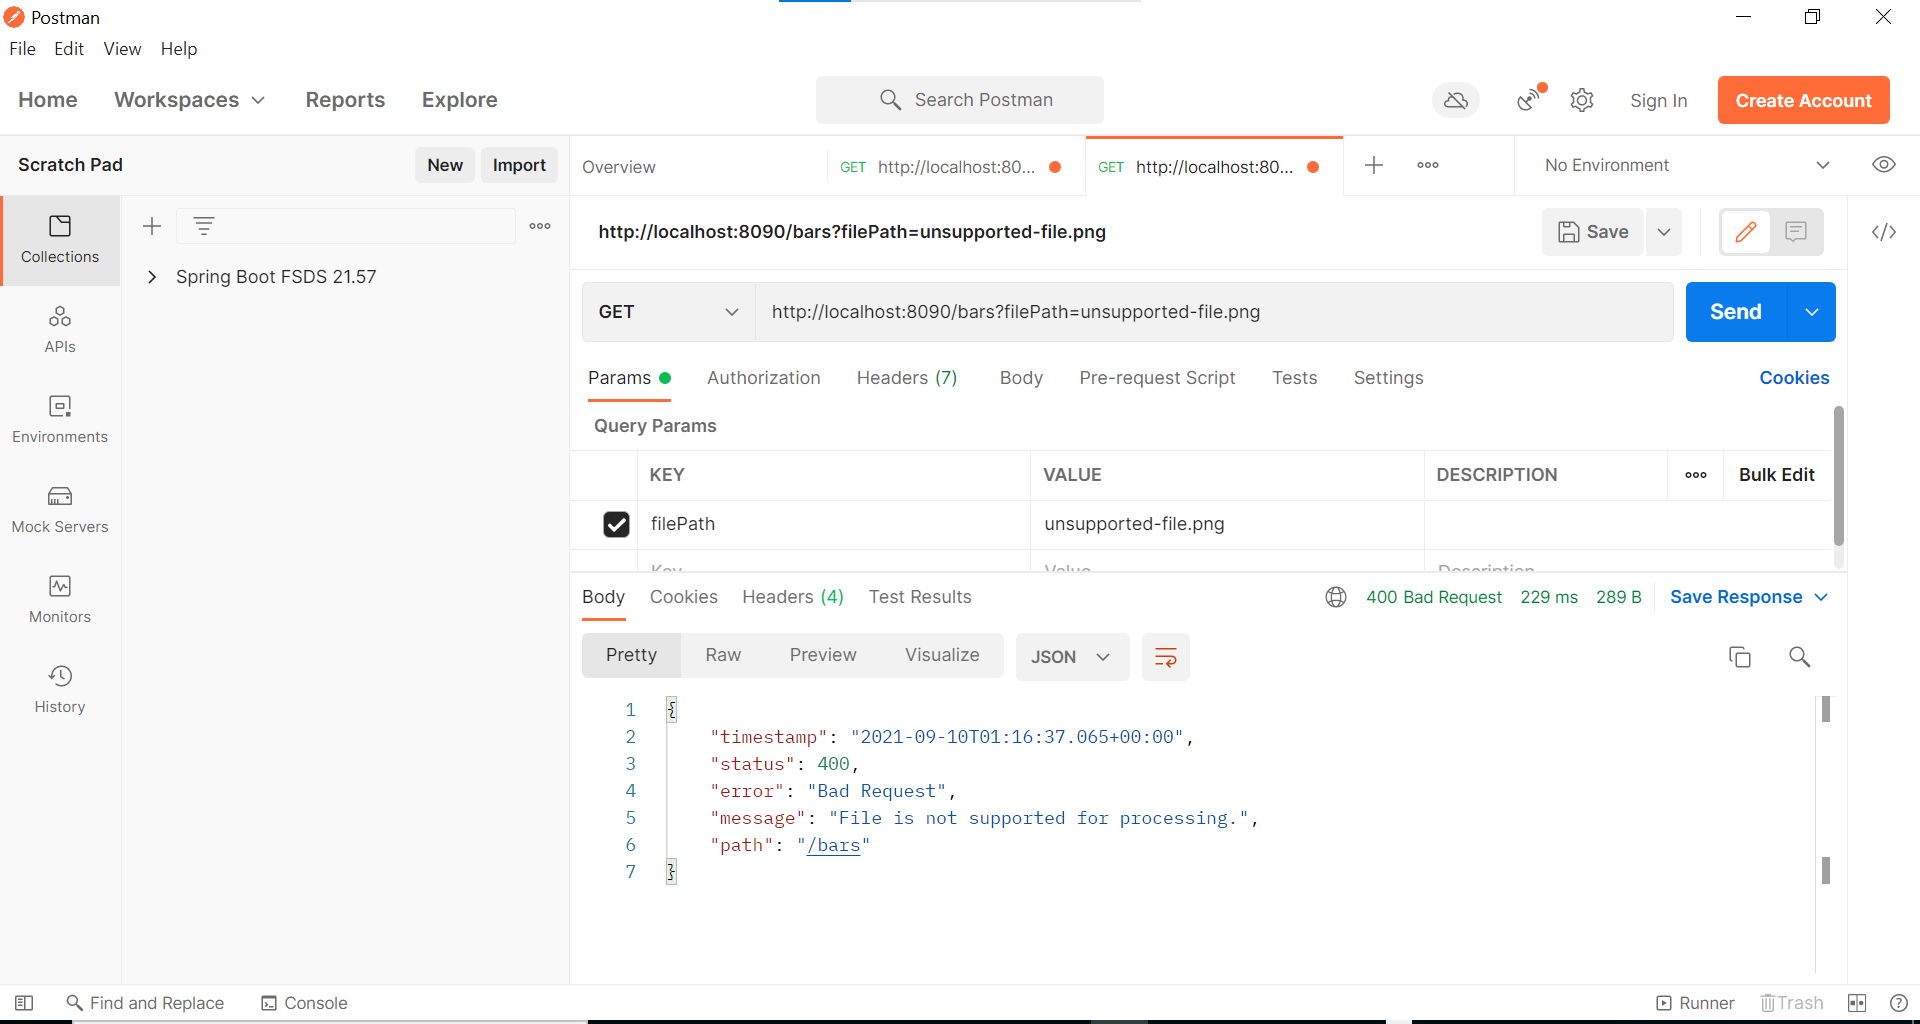 Postman
File Edit View Help
Home Workspaces Reports Explore Search Postman Sign In Create Account
Scratch Pad New Import Overview GET http://localhost:80... GET http://localhost:80... No Environment
http://localhost:8090/bars?filePath=unsupported-file.png Save
Collections
Spring Boot FSDS 21.57
GET http://localhost:8090/bars?filePath=unsupported-file.png Send
APIs
Params Authorization Headers (7) Body Pre-request Script Tests Settings Cookies
Query Params
Environments
KEY VALUE DESCRIPTION Bulk Edit
filePath unsupported-file.png
Mock Servers
Key Value Description
Body Cookies Headers (4) Test Results 400 Bad Request 229 ms 289 B Save Response
Monitors
Pretty Raw Preview Visualize JSON
History
1 {
2 "timestamp": "2021-09-10T01:16:37.065+00:00",
3 "status": 400,
4 "error": "Bad Request",
5 "message": "File is not supported for processing.",
6 "path": "/bars"
7 }
Find and Replace Console Runner Trash